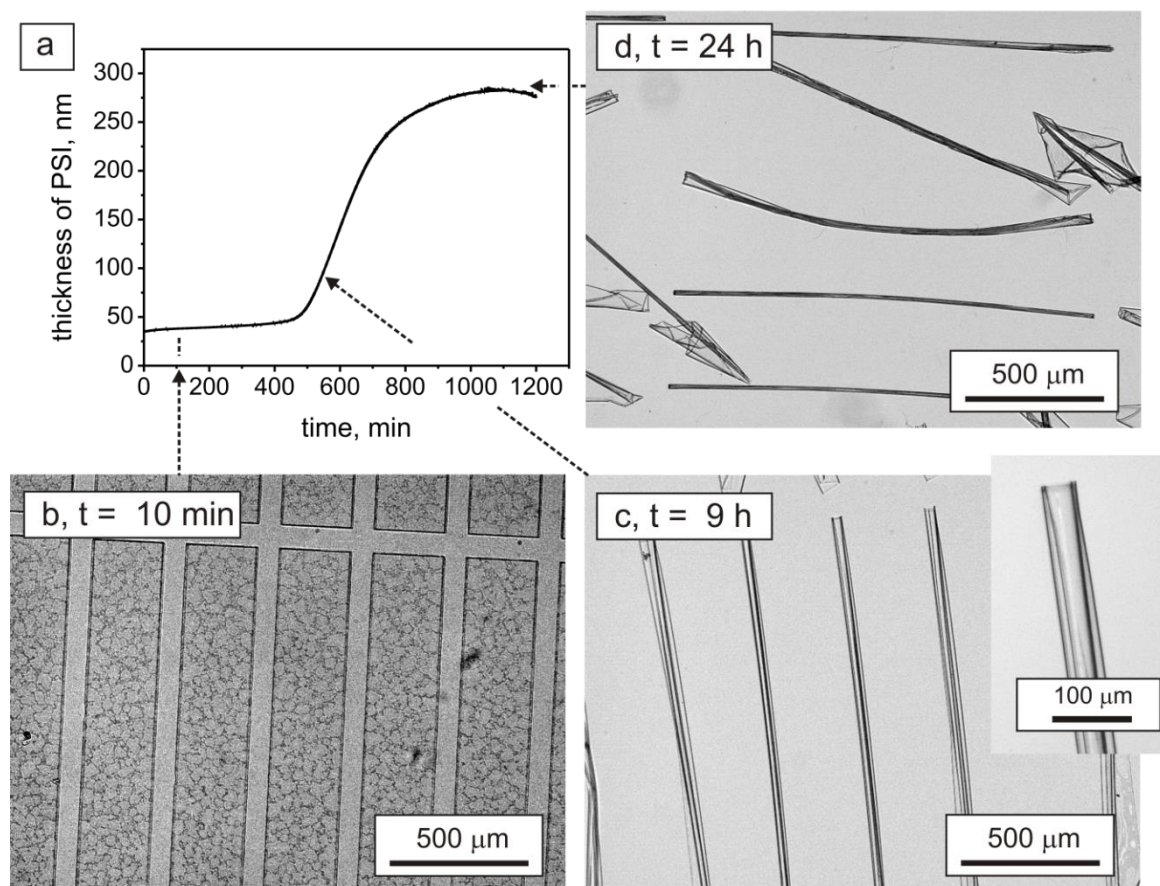 a
thickness of PSI, nm
300
250
200
150
100
50
0
0 200 400 600 800 1000 1200
time, min
d, t = 24 h
500 μm
b, t = 10 min
500 μm
c, t = 9 h
100 μm
500 μm